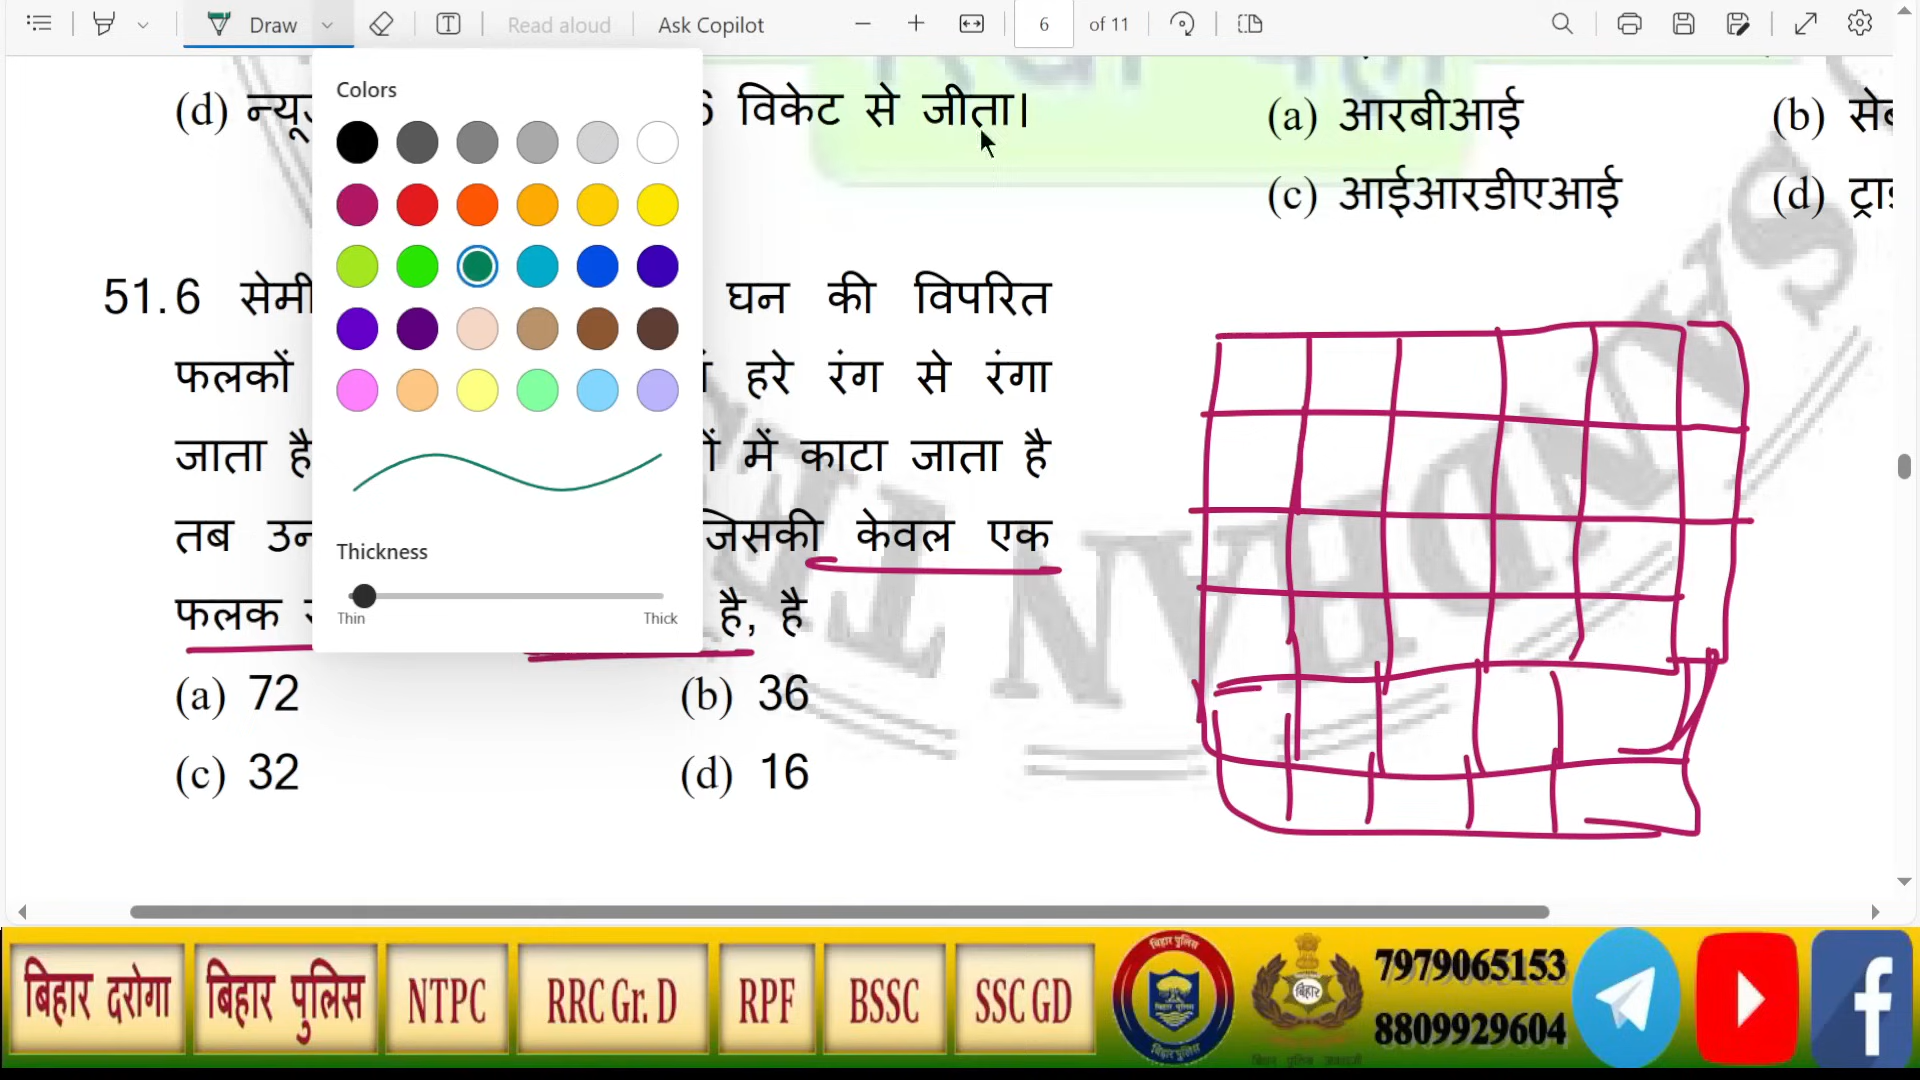 Draw
Read aloud
Ask Copilot
6 of 11
Colors
(d) विकेट से जीता।
(a) आरबीआई (b)
(c) आईआरडीएआई (d)
51. 6 घन की विपरित
फलकों हरे रंग से रंगा
जाता में काटा जाता है
तब जिसकी केवल एक
फलक है, है
(a) 72 (b) 36
(c) 32 (d) 16
Thickness
Thin Thick
SANDHAN TE
बिहार दरोगा
बिहार पुलिस
NTPC
RRC Gr. D
RPF
BSSC
SSC GD
बिहार पुलिस
बिहार
7979065153
8809929604